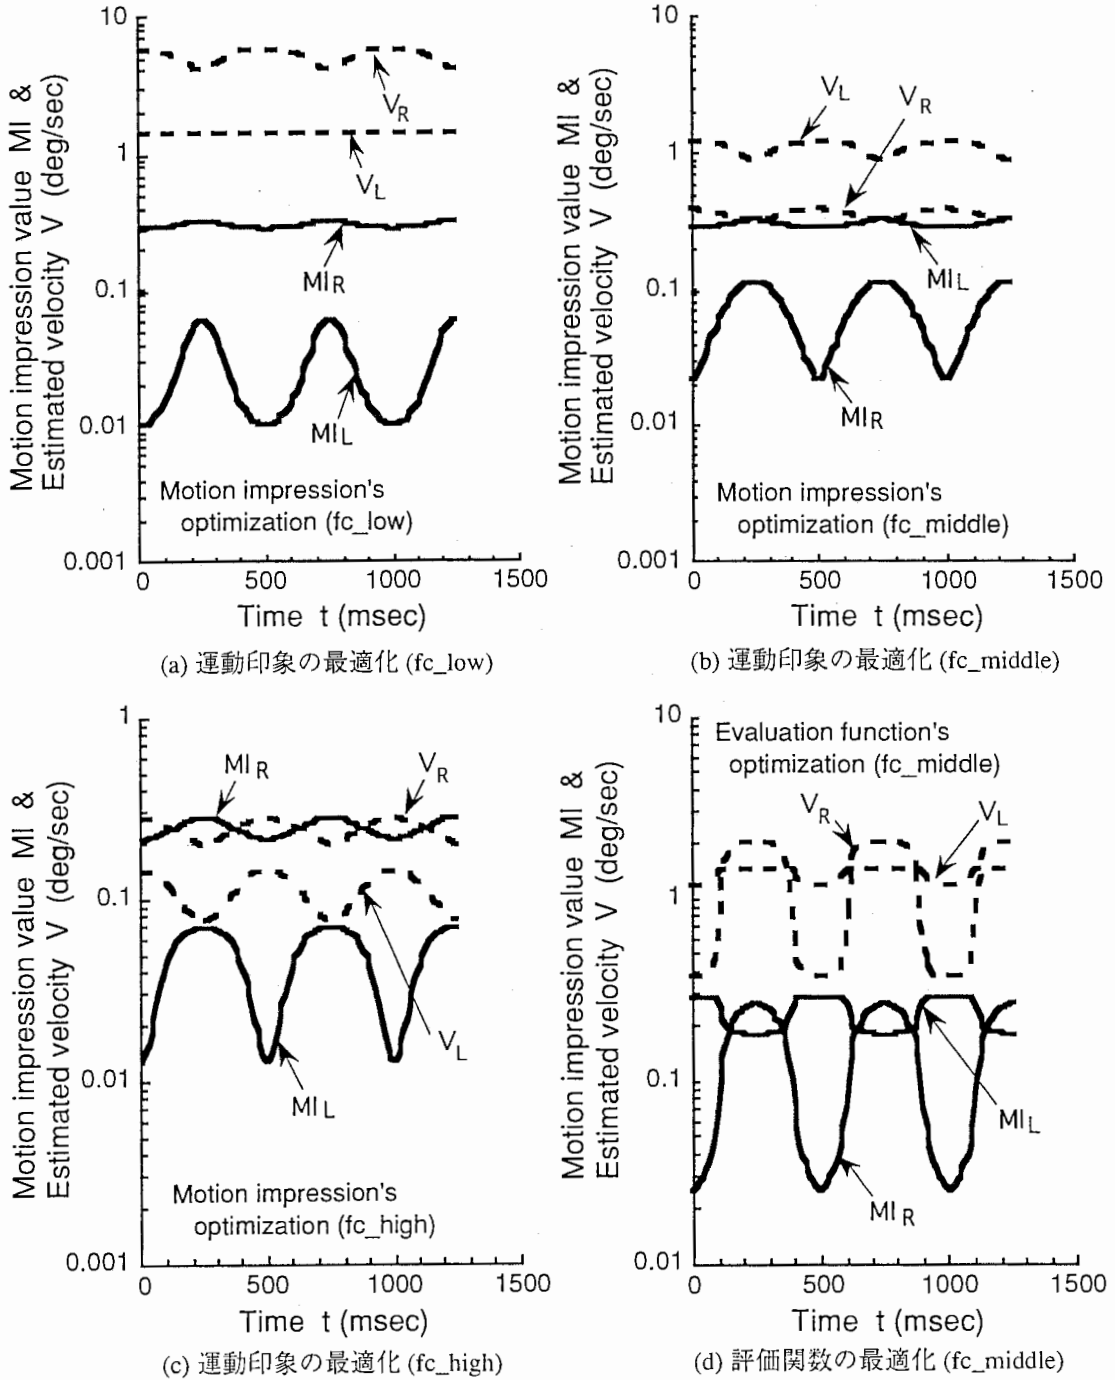 Motion impression value MI &
Estimated velocity V (deg/sec)
10
1
0.1
0.01
0.001
VR
VL
MIR
MIL
Motion impression's
optimization (fc_low)
0 500 1000 1500
Time t (msec)
(a) 運動印象の最適化 (fc_low)
Motion impression value MI &
Estimated velocity V (deg/sec)
10
1
0.1
0.01
0.001
VL VR
MIL
MIR
Motion impression's
optimization (fc_middle)
0 500 1000 1500
Time t (msec)
(b) 運動印象の最適化 (fc_middle)
Motion impression value MI &
Estimated velocity V (deg/sec)
1
0.1
0.01
0.001
MIR VR
VL
MIL
Motion impression's
optimization (fc_high)
0 500 1000 1500
Time t (msec)
(c) 運動印象の最適化 (fc_high)
Motion impression value MI &
Estimated velocity V (deg/sec)
10
1
0.1
0.01
Evaluation function's
optimization (fc_middle)
VR VL
MIL
MIR
0 500 1000 1500
Time t (msec)
(d) 評価関数の最適化 (fc_middle)